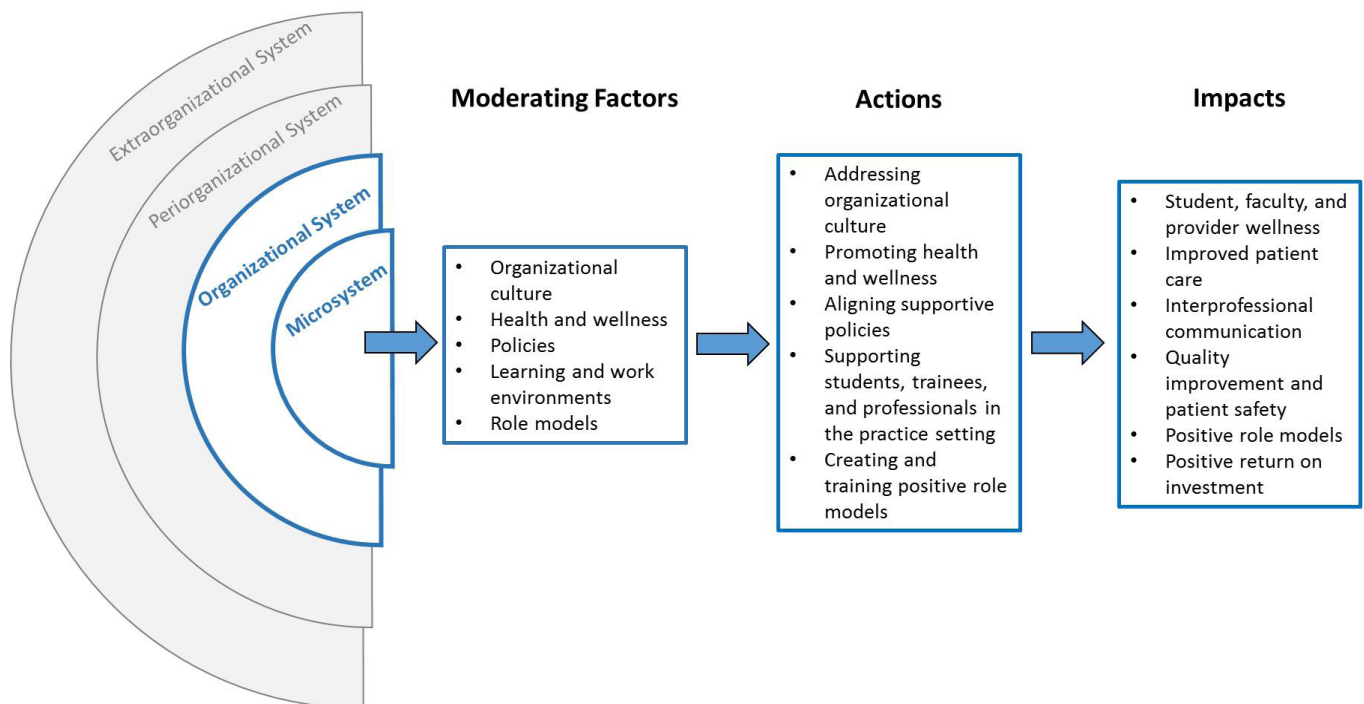 Extraorganizational System
Periorganizational System
Organizational System
Microsystem
Moderating Factors
• Organizational
culture
• Health and wellness
• Policies
• Learning and work
environments
• Role models
Actions
• Addressing
organizational
culture
• Promoting health
and wellness
• Aligning supportive
policies
• Supporting
students, trainees,
and professionals in
the practice setting
• Creating and
training positive role
models
Impacts
• Student, faculty, and
provider wellness
• Improved patient
care
• Interprofessional
communication
• Quality
improvement and
patient safety
• Positive role models
• Positive return on
investment